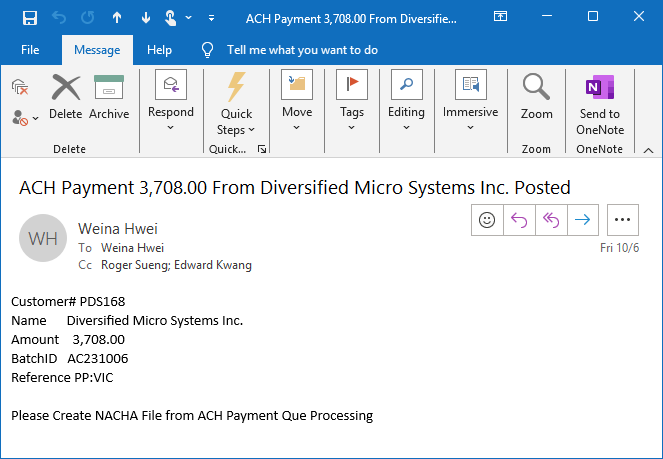 ACH Payment 3,708.00 From Diversifie...
File Message Help Tell me what you want to do
Delete Archive Respond Quick Steps Move Tags Editing Immersive Zoom Send to OneNote
Delete Quick... Zoom OneNote
ACH Payment 3,708.00 From Diversified Micro Systems Inc. Posted
WH
Weina Hwei
To Weina Hwei
Cc Roger Sueng; Edward Kwang
Fri 10/6
Customer# PDS168
Name Diversified Micro Systems Inc.
Amount 3,708.00
BatchID AC231006
Reference PP:VIC
Please Create NACHA File from ACH Payment Que Processing